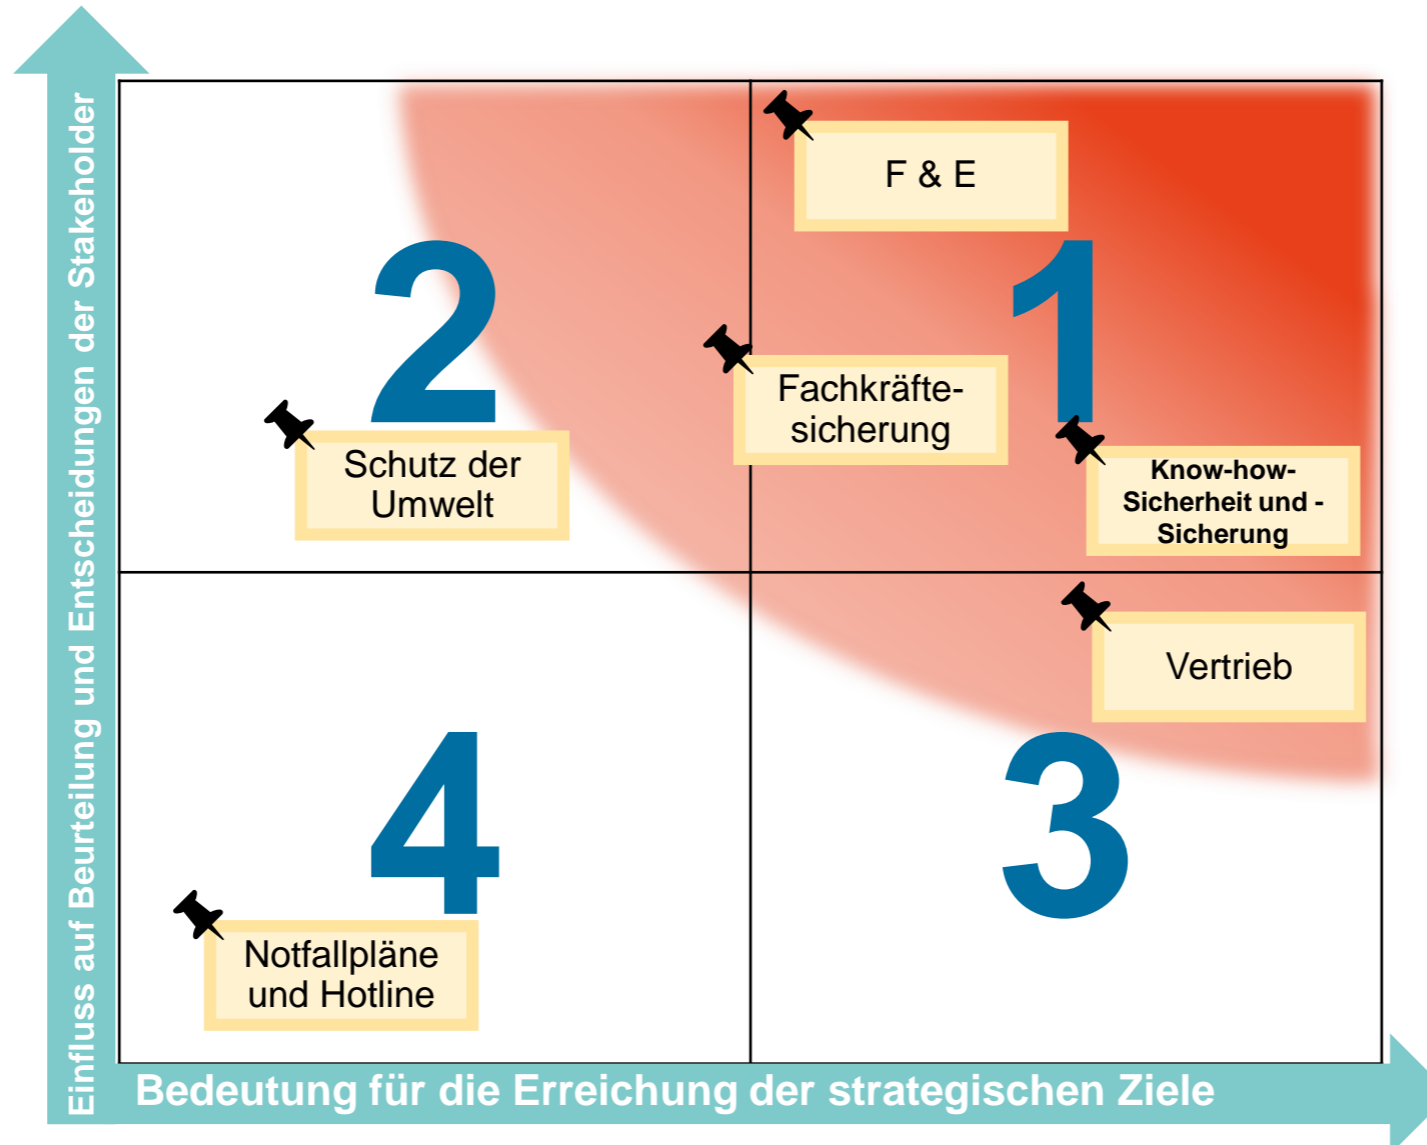 Einfluss auf Beurteilung und Entscheidungen der Stakeholder
F & E
2
1
Fachkräfte-
sicherung
Schutz der
Umwelt
Know-how-
Sicherheit und -
Sicherung
Vertrieb
4
3
Notfallpläne
und Hotline
Bedeutung für die Erreichung der strategischen Ziele